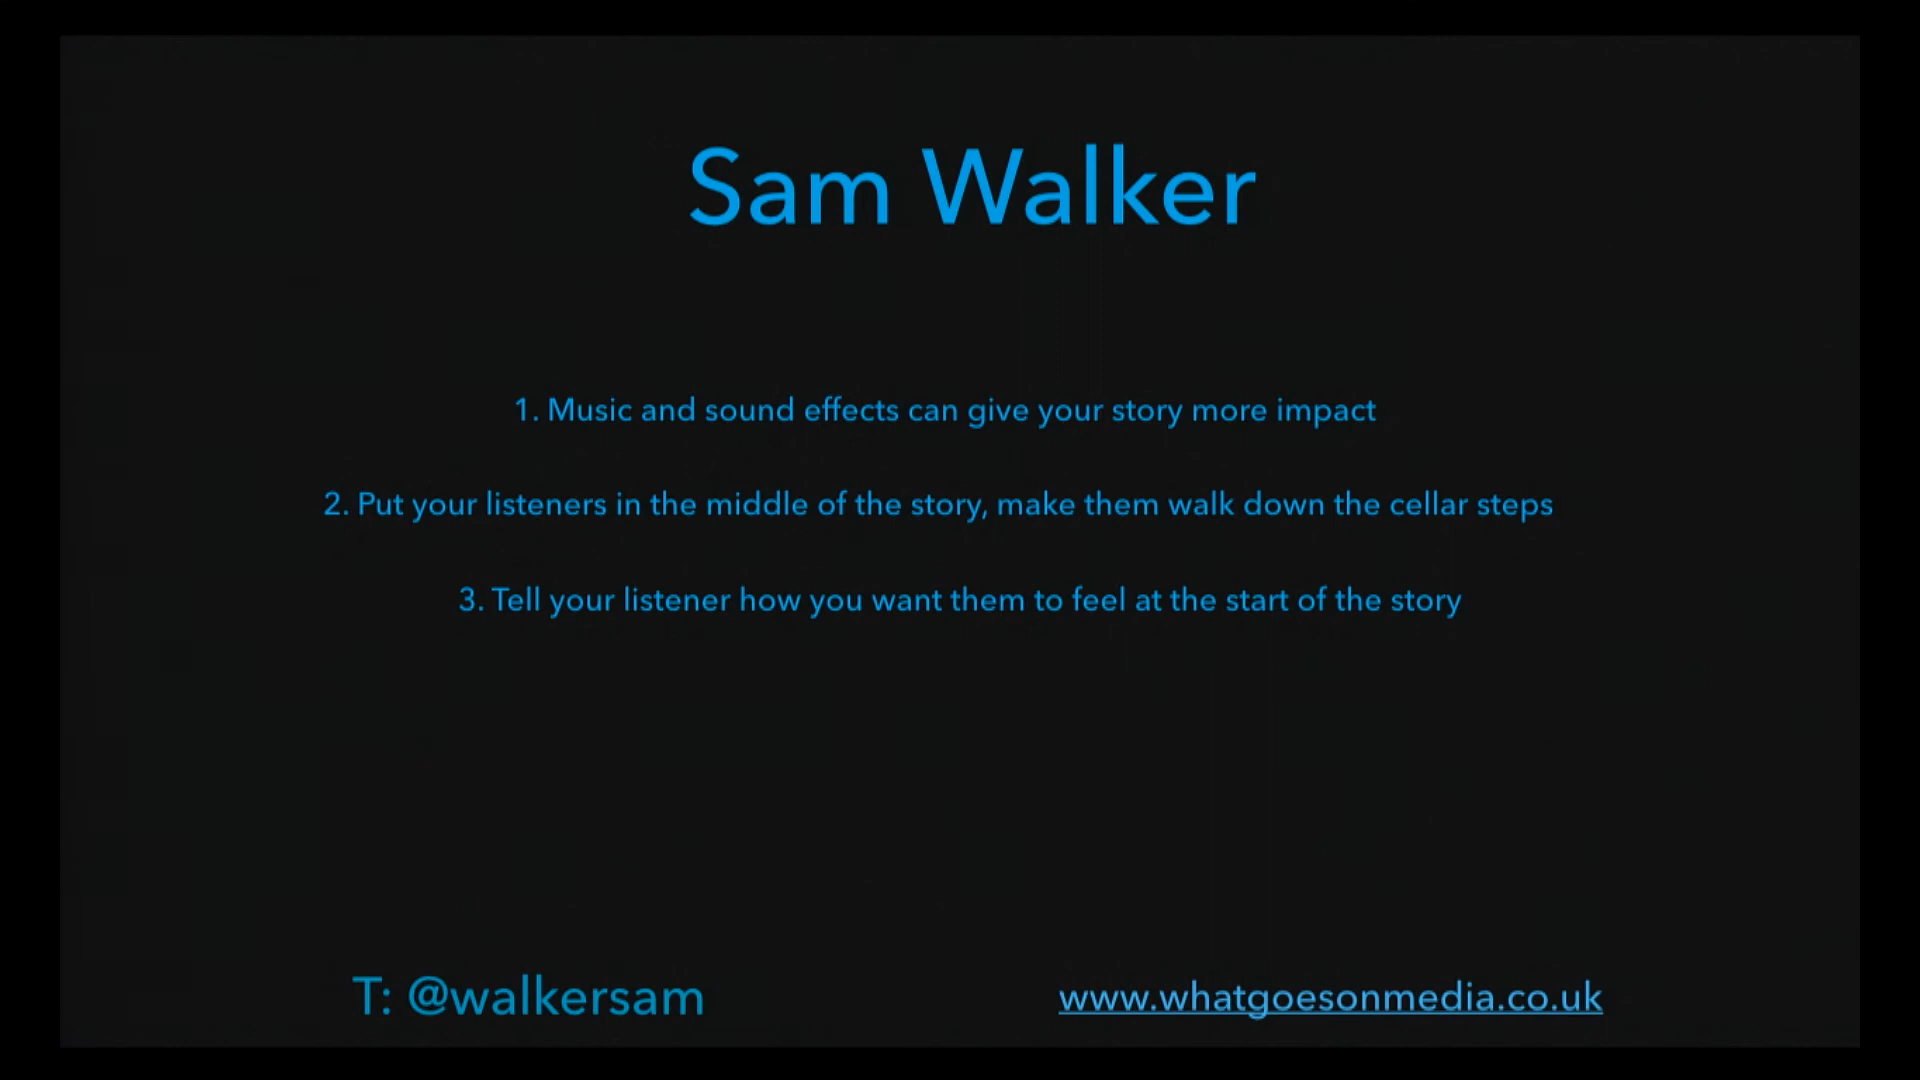 Sam Walker
1. Music and sound effects can give your story more impact
2. Put your listeners in the middle of the story, make them walk down the cellar steps
3. Tell your listener how you want them to feel at the start of the story
T: @walkersam
www.whatgoesonmedia.co.uk